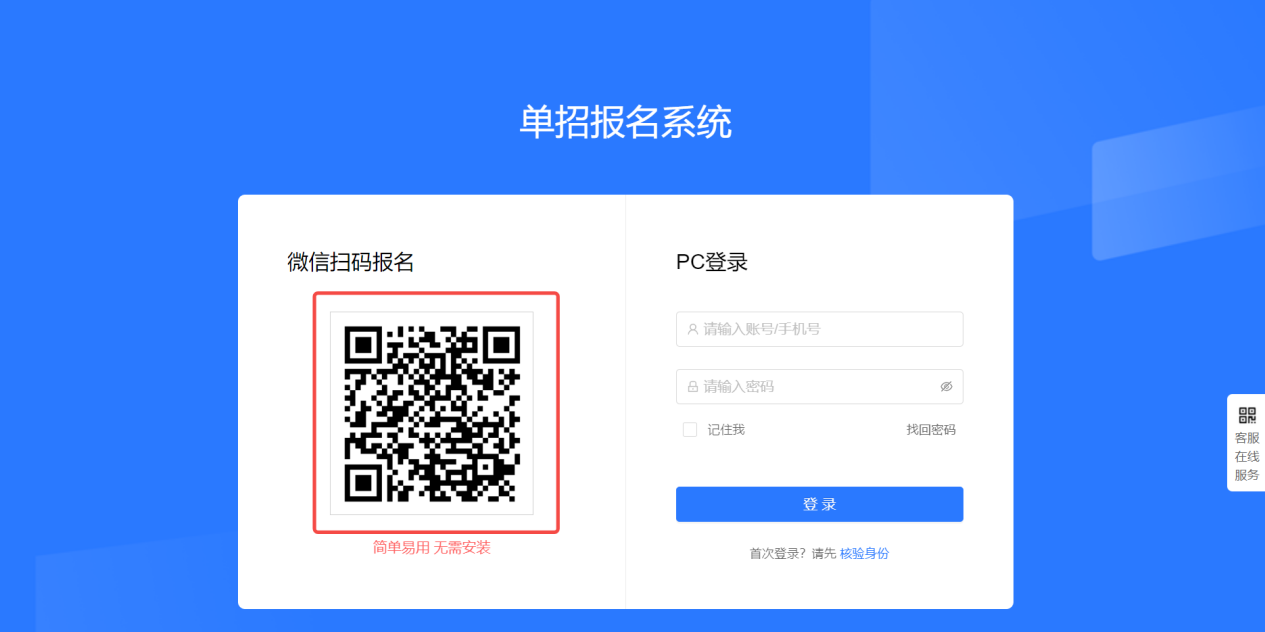 单招报名系统
微信扫码报名
简单易用 无需安装
PC登录
请输入账号/手机号
请输入密码
记住我
找回密码
登 录
首次登录？请先 核验身份
客服
在线
服务